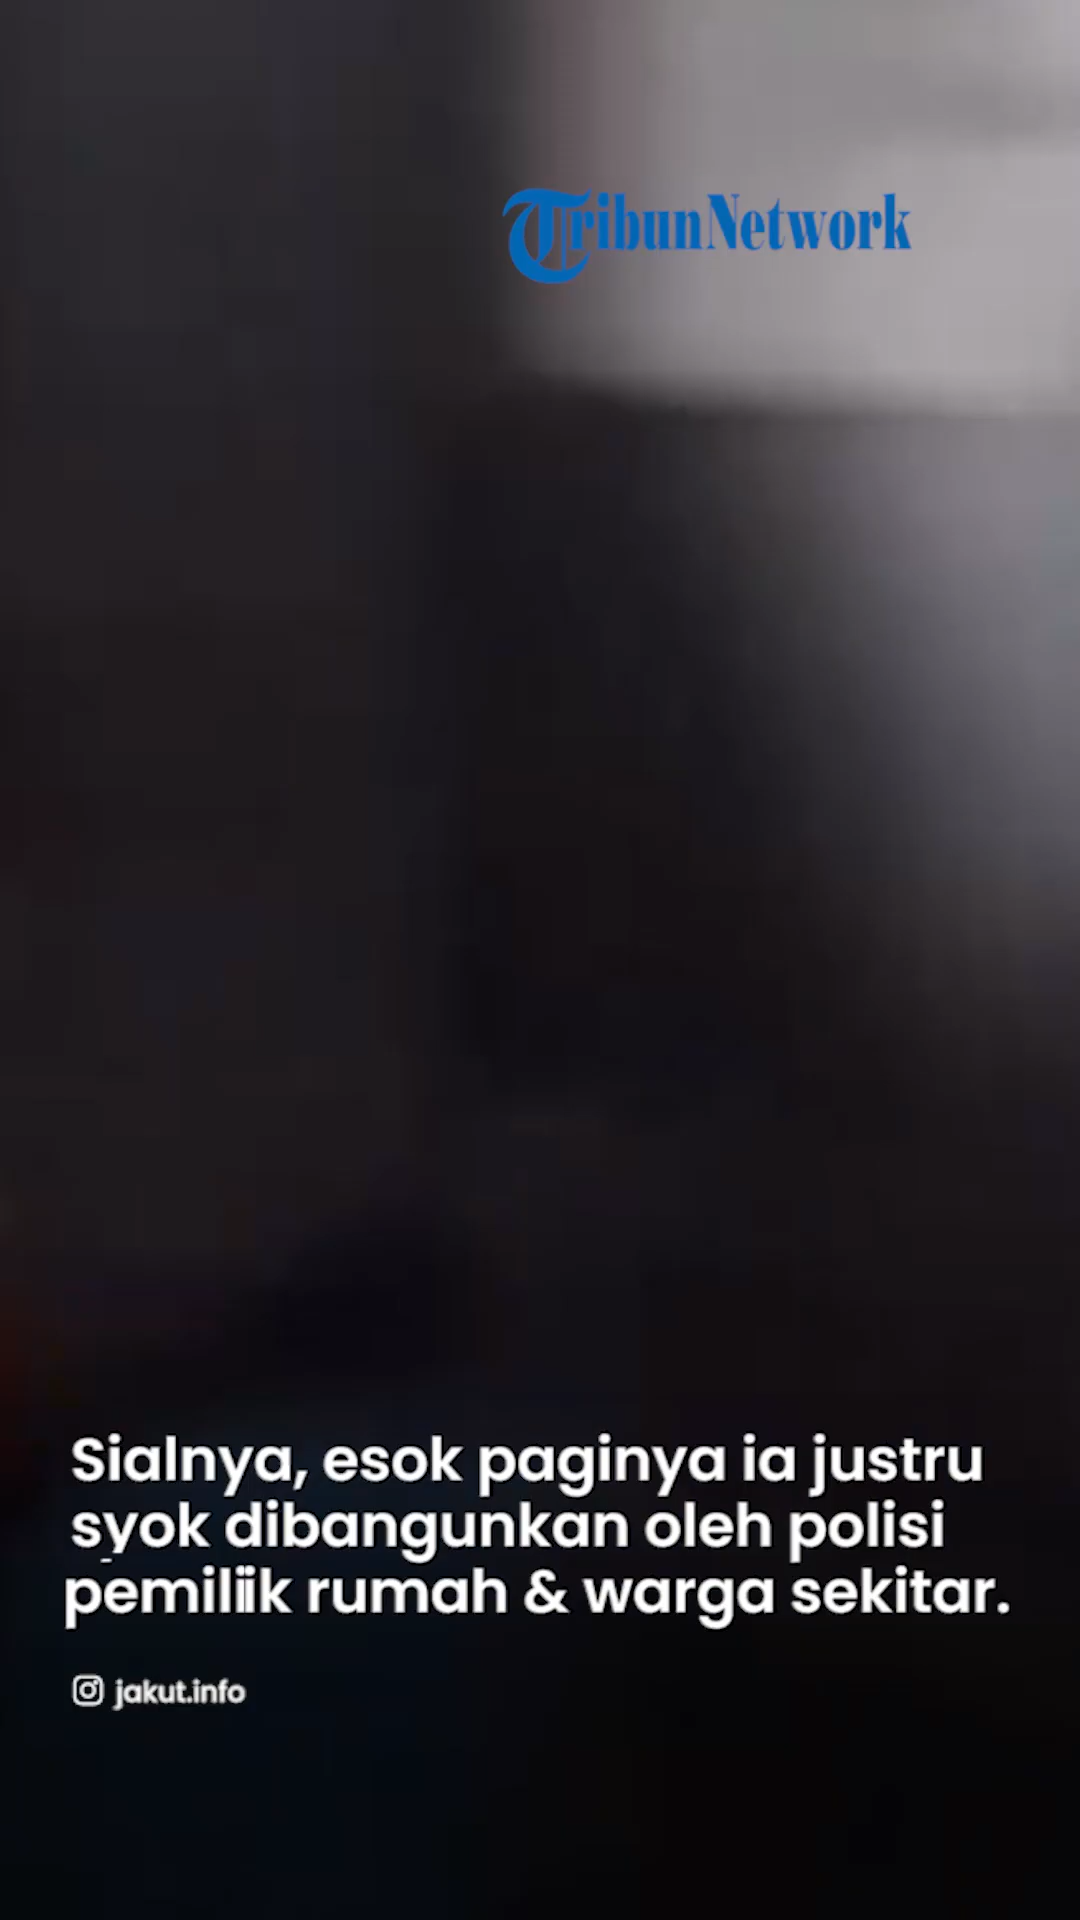 TribunNetwork
Sialnya, esok paginya ia justru
syok dibangunkan oleh polisi
pemiliik rumah & warga sekitar.
jakut.info